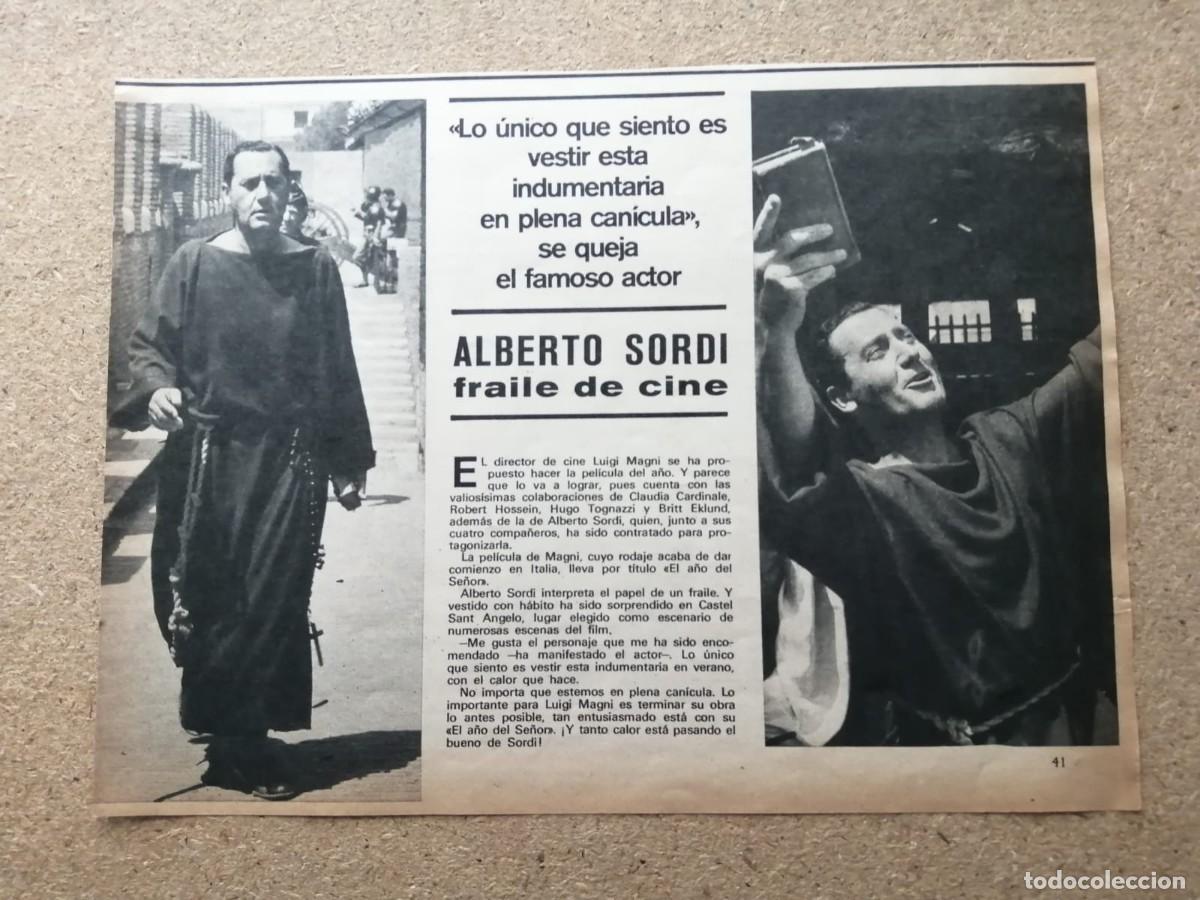 «Lo único que siento es
vestir esta
indumentaria
en plena canícula»,
se queja
el famoso actor
ALBERTO SORDI
fraile de cine
EL director de cine Luigi Magni se ha pro-
puesto hacer la película del año. Y parece
que lo va a lograr, pues cuenta con las
valiosísimas colaboraciones de Claudia Cardinale,
Robert Hossein, Hugo Tognazzi y Britt Eklund,
además de la de Alberto Sordi, quien, junto a sus
cuatro compañeros, ha sido contratado para pro-
tagonizarla.
La película de Magni, cuyo rodaje acaba de dar
comienzo en Italia, lleva por título «El año del
Señor».
Alberto Sordi interpreta el papel de un fraile. Y
vestido con hábito ha sido sorprendido en Castel
Sant Angelo, lugar elegido como escenario de
numerosas escenas del film.
—Me gusta el personaje que me ha sido enco-
mendado —ha manifestado el actor—. Lo único
que siento es vestir esta indumentaria en verano,
con el calor que hace.
No importa que estemos en plena canícula. Lo
importante para Luigi Magni es terminar su obra
lo antes posible, tan entusiasmado está con su
«El año del Señor». ¡Y tanto calor está pasando el
bueno de Sordi!
41
todocoleccion